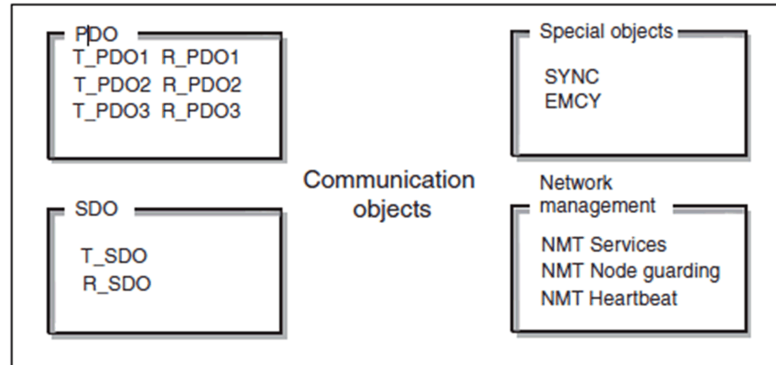 PDO
T_PDO1 R_PDO1
T_PDO2 R_PDO2
T_PDO3 R_PDO3
Special objects
SYNC
EMCY
Communication
objects
SDO
T_SDO
R_SDO
Network
management
NMT Services
NMT Node guarding
NMT Heartbeat